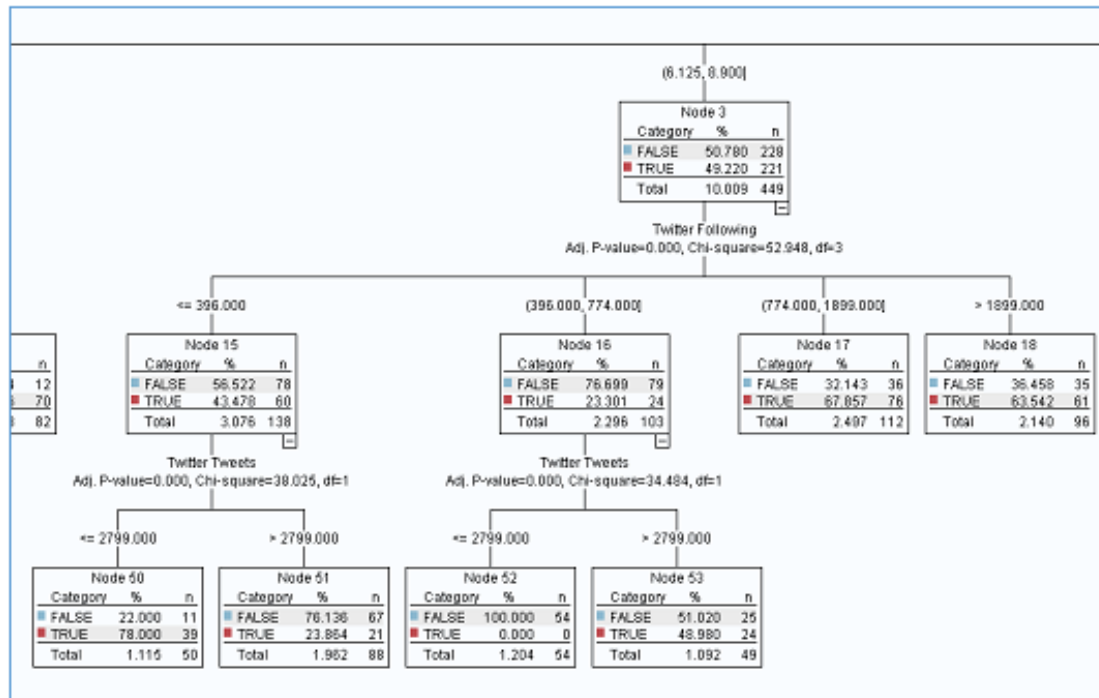 (6.125, 8.900]
Node 3
Category % n
FALSE 50.780 228
TRUE 49.220 221
Total 10.009 449
Twitter Following
Adj. P-value=0.000, Chi-square=52.948, df=3
<= 396.000
(396.000, 774.000]
(774.000, 1899.000]
> 1899.000
n
12
70
82
Node 15
Category % n
FALSE 56.522 78
TRUE 43.478 60
Total 3.076 138
Node 16
Category % n
FALSE 76.699 79
TRUE 23.301 24
Total 2.296 103
Node 17
Category % n
FALSE 32.143 36
TRUE 67.857 76
Total 2.497 112
Node 18
Category % n
FALSE 36.458 35
TRUE 63.542 61
Total 2.140 96
Twitter Tweets
Adj. P-value=0.000, Chi-square=38.025, df=1
Twitter Tweets
Adj. P-value=0.000, Chi-square=34.484, df=1
<= 2799.000
> 2799.000
<= 2799.000
> 2799.000
Node 50
Category % n
FALSE 22.000 11
TRUE 78.000 39
Total 1.115 50
Node 51
Category % n
FALSE 76.136 67
TRUE 23.864 21
Total 1.962 88
Node 52
Category % n
FALSE 100.000 54
TRUE 0.000 0
Total 1.204 54
Node 53
Category % n
FALSE 51.020 25
TRUE 48.980 24
Total 1.092 49